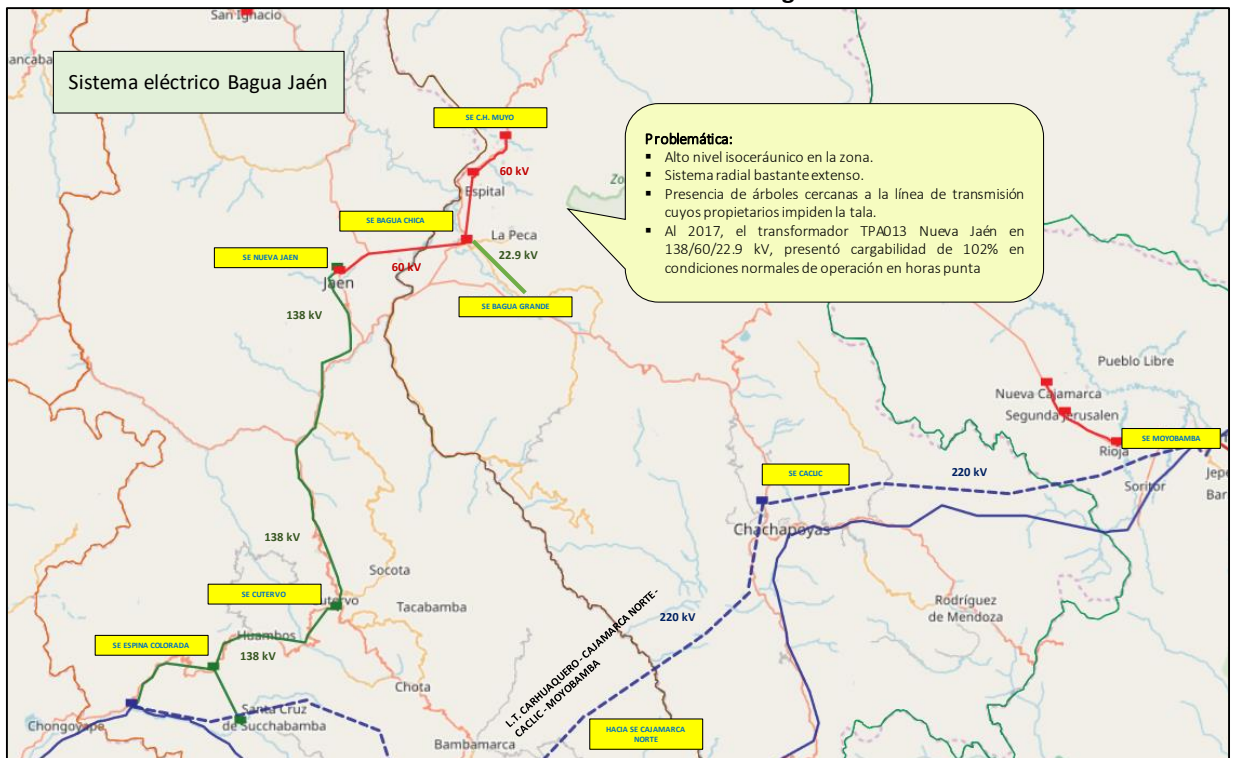 San Ignacio
ancaba
Sistema eléctrico Bagua Jaén
SE C.H. MUYO
60 kV
Espital
Problemática:
▪ Alto nivel isoceráunico en la zona.
▪ Sistema radial bastante extenso.
▪ Presencia de árboles cercanas a la línea de transmisión
cuyos propietarios impiden la tala.
▪ Al 2017, el transformador TPA013 Nueva Jaén en
138/60/22.9 kV, presentó cargabilidad de 102% en
condiciones normales de operación en horas punta
Zo
SE BAGUA CHICA
La Peca
22.9 kV
SE NUEVA JAEN
60 kV
Jaén
SE BAGUA GRANDE
138 kV
Pueblo Libre
Nueva Cajamarca
Segunda Jerusalen
SE MOYOBAMBA
Rioja
Jepe
Soritor
Bar
SE CACLIC
220 kV
Chachapoyas
138 kV
Socota
SE CUTERVO
utervo
Tacabamba
Rodríguez
de Mendoza
220 kV
L.T. CARHUAQUERO - CAJAMARCA NORTE -
CACLIC - MOYOBAMBA
SE ESPINA COLORADA
Huambos
138 kV
Chota
Santa Cruz
de Succhabamba
Chongoyape
Bambamarca
HACIA SE CAJAMARCA
NORTE